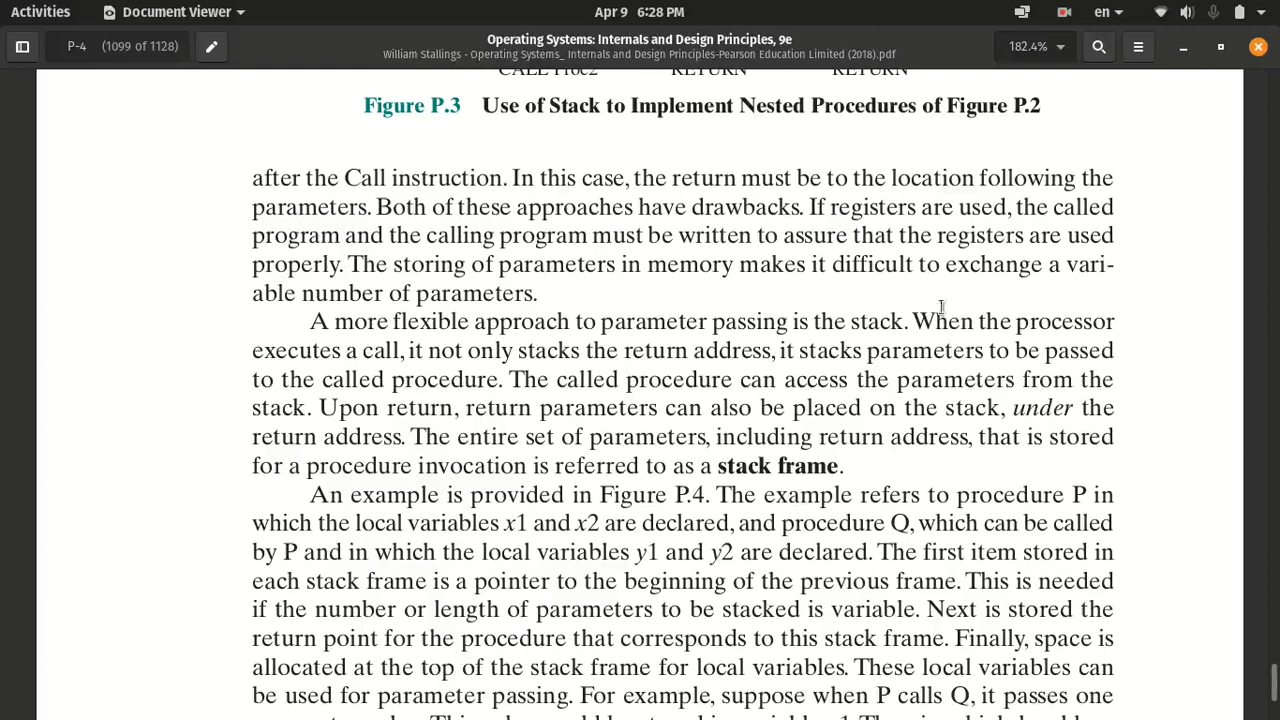 Activities
Document Viewer
Apr 9 6:28 PM
en
P-4 (1099 of 1128)
Operating Systems: Internals and Design Principles, 9e
William Stallings - Operating Systems_ Internals and Design Principles-Pearson Education Limited (2018).pdf
182.4%
CALL Proc2 RETURN RETURN
Figure P.3 Use of Stack to Implement Nested Procedures of Figure P.2
after the Call instruction. In this case, the return must be to the location following the
parameters. Both of these approaches have drawbacks. If registers are used, the called
program and the calling program must be written to assure that the registers are used
properly. The storing of parameters in memory makes it difficult to exchange a vari-
able number of parameters.
A more flexible approach to parameter passing is the stack. When the processor
executes a call, it not only stacks the return address, it stacks parameters to be passed
to the called procedure. The called procedure can access the parameters from the
stack. Upon return, return parameters can also be placed on the stack, under the
return address. The entire set of parameters, including return address, that is stored
for a procedure invocation is referred to as a stack frame.
An example is provided in Figure P.4. The example refers to procedure P in
which the local variables x1 and x2 are declared, and procedure Q, which can be called
by P and in which the local variables y1 and y2 are declared. The first item stored in
each stack frame is a pointer to the beginning of the previous frame. This is needed
if the number or length of parameters to be stacked is variable. Next is stored the
return point for the procedure that corresponds to this stack frame. Finally, space is
allocated at the top of the stack frame for local variables. These local variables can
be used for parameter passing. For example, suppose when P calls Q, it passes one